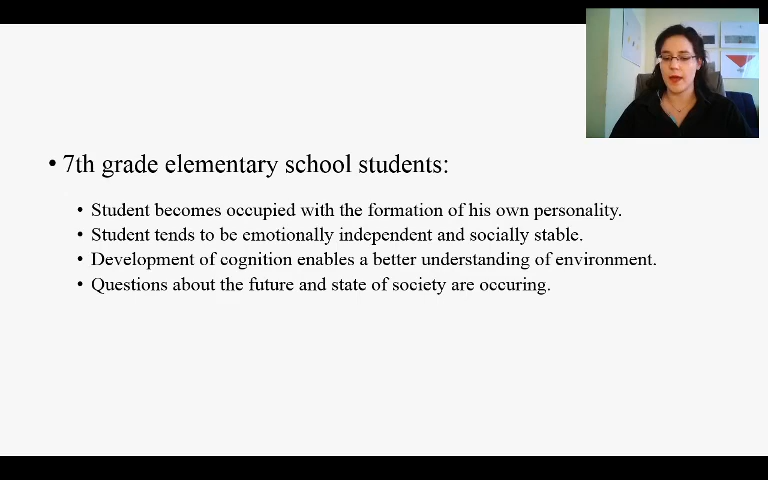 • 7th grade elementary school students:
• Student becomes occupied with the formation of his own personality.
• Student tends to be emotionally independent and socially stable.
• Development of cognition enables a better understanding of environment.
• Questions about the future and state of society are occuring.